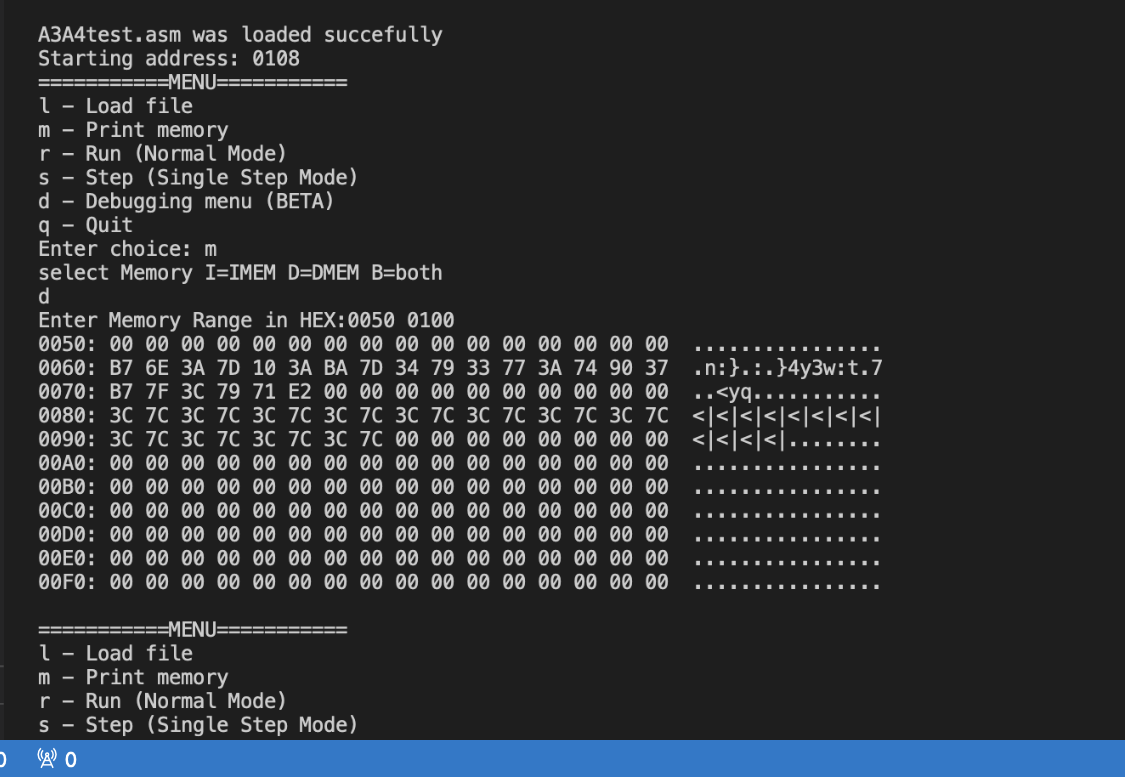 A3A4test.asm was loaded succefully
Starting address: 0108
===========MENU===========
l – Load file
m – Print memory
r – Run (Normal Mode)
s – Step (Single Step Mode)
d – Debugging menu (BETA)
q – Quit
Enter choice: m
select Memory I=IMEM D=DMEM B=both
d
Enter Memory Range in HEX:0050 0100
0050: 00 00 00 00 00 00 00 00 00 00 00 00 00 00 00 00  ................
0060: B7 6E 3A 7D 10 3A BA 7D 34 79 33 77 3A 74 90 37  .n:}.:.}4y3w:t.7
0070: B7 7F 3C 79 71 E2 00 00 00 00 00 00 00 00 00 00  ..<yq...........
0080: 3C 7C 3C 7C 3C 7C 3C 7C 3C 7C 3C 7C 3C 7C 3C 7C  <|<|<|<|<|<|<|<|
0090: 3C 7C 3C 7C 3C 7C 3C 7C 00 00 00 00 00 00 00 00  <|<|<|<|........
00A0: 00 00 00 00 00 00 00 00 00 00 00 00 00 00 00 00  ................
00B0: 00 00 00 00 00 00 00 00 00 00 00 00 00 00 00 00  ................
00C0: 00 00 00 00 00 00 00 00 00 00 00 00 00 00 00 00  ................
00D0: 00 00 00 00 00 00 00 00 00 00 00 00 00 00 00 00  ................
00E0: 00 00 00 00 00 00 00 00 00 00 00 00 00 00 00 00  ................
00F0: 00 00 00 00 00 00 00 00 00 00 00 00 00 00 00 00  ................
===========MENU===========
l – Load file
m – Print memory
r – Run (Normal Mode)
s – Step (Single Step Mode)
0 0